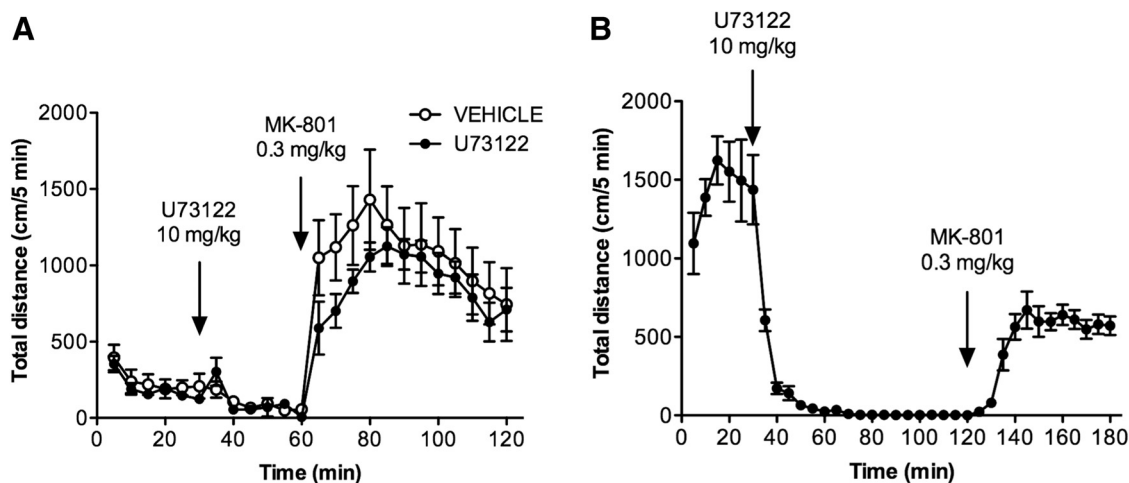 A
U73122
10 mg/kg
MK-801
0.3 mg/kg
VEHICLE
U73122
Total distance (cm/5 min)
2000
1500
1000
500
0
0 20 40 60 80 100 120
Time (min)
B
U73122
10 mg/kg
MK-801
0.3 mg/kg
Total distance (cm/5 min)
2000
1500
1000
500
0
0 20 40 60 80 100 120 140 160 180
Time (min)